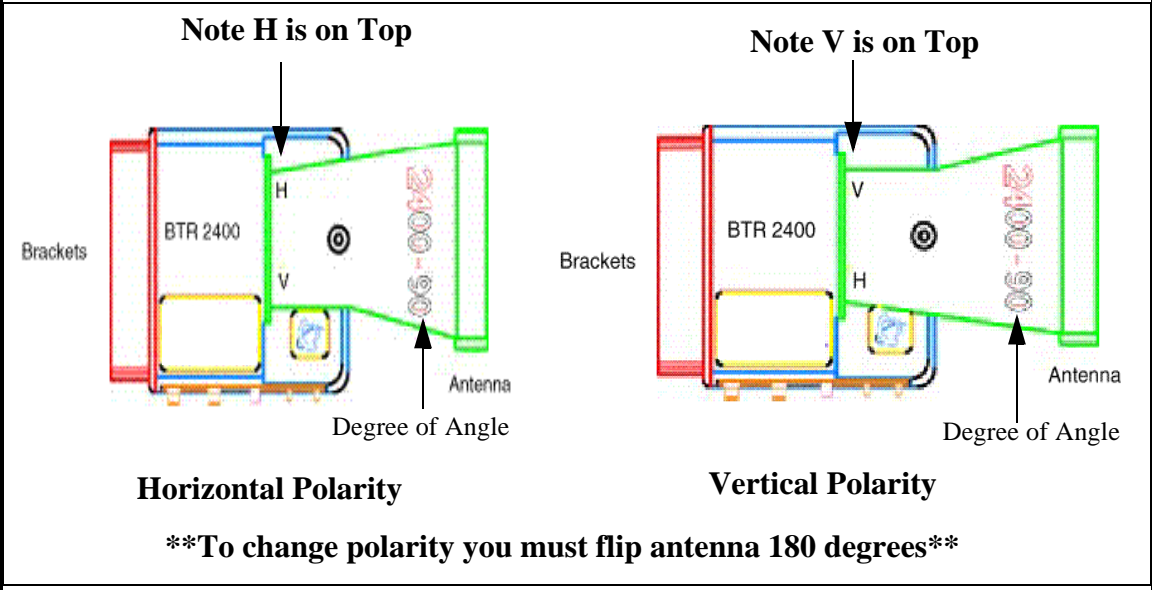 Note H is on Top
H
BTR 2400
V
2400-90
Brackets
Antenna
Degree of Angle
Horizontal Polarity
Note V is on Top
V
BTR 2400
H
2400-90
Brackets
Antenna
Degree of Angle
Vertical Polarity
**To change polarity you must flip antenna 180 degrees**